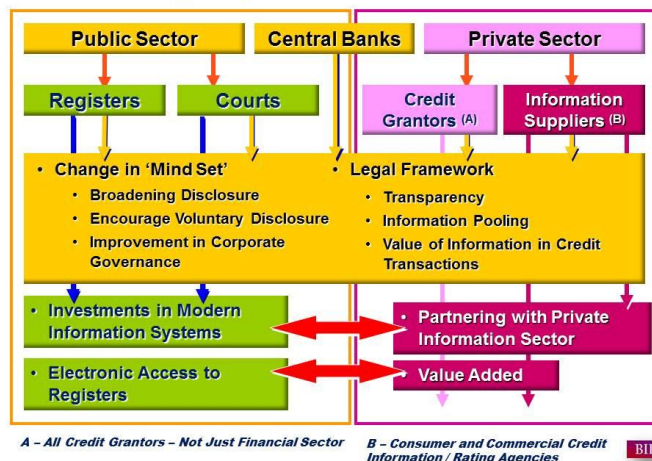 Public Sector
Central Banks
Private Sector
Registers
Courts
Credit
Grantors (A)
Information
Suppliers (B)
• Change in ‘Mind Set’
• Broadening Disclosure
• Encourage Voluntary Disclosure
• Improvement in Corporate
Governance
• Legal Framework
• Transparency
• Information Pooling
• Value of Information in Credit
Transactions
• Investments in Modern
Information Systems
• Partnering with Private
Information Sector
• Electronic Access to
Registers
• Value Added
A – All Credit Grantors – Not Just Financial Sector
B – Consumer and Commercial Credit
Information / Rating Agencies